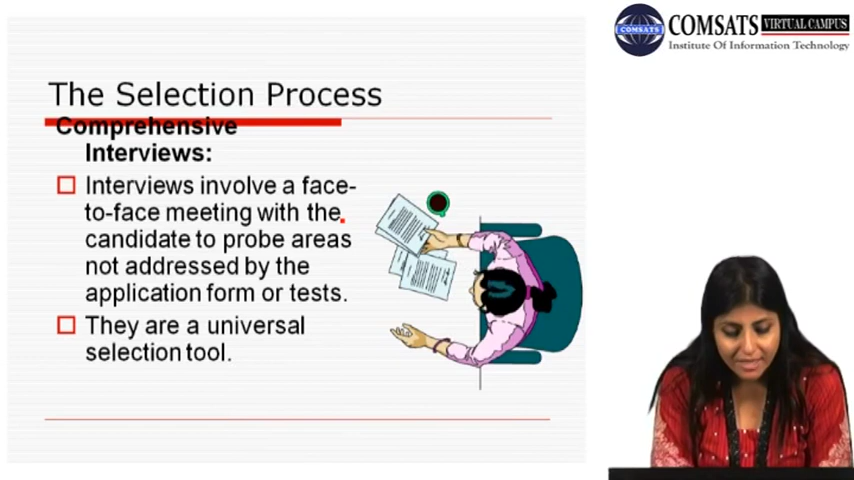 COMSATS VIRTUAL CAMPUS
Institute Of Information Technology
COMSATS
The Selection Process
Comprehensive
Interviews:
Interviews involve a face-
to-face meeting with the
candidate to probe areas
not addressed by the
application form or tests.
They are a universal
selection tool.